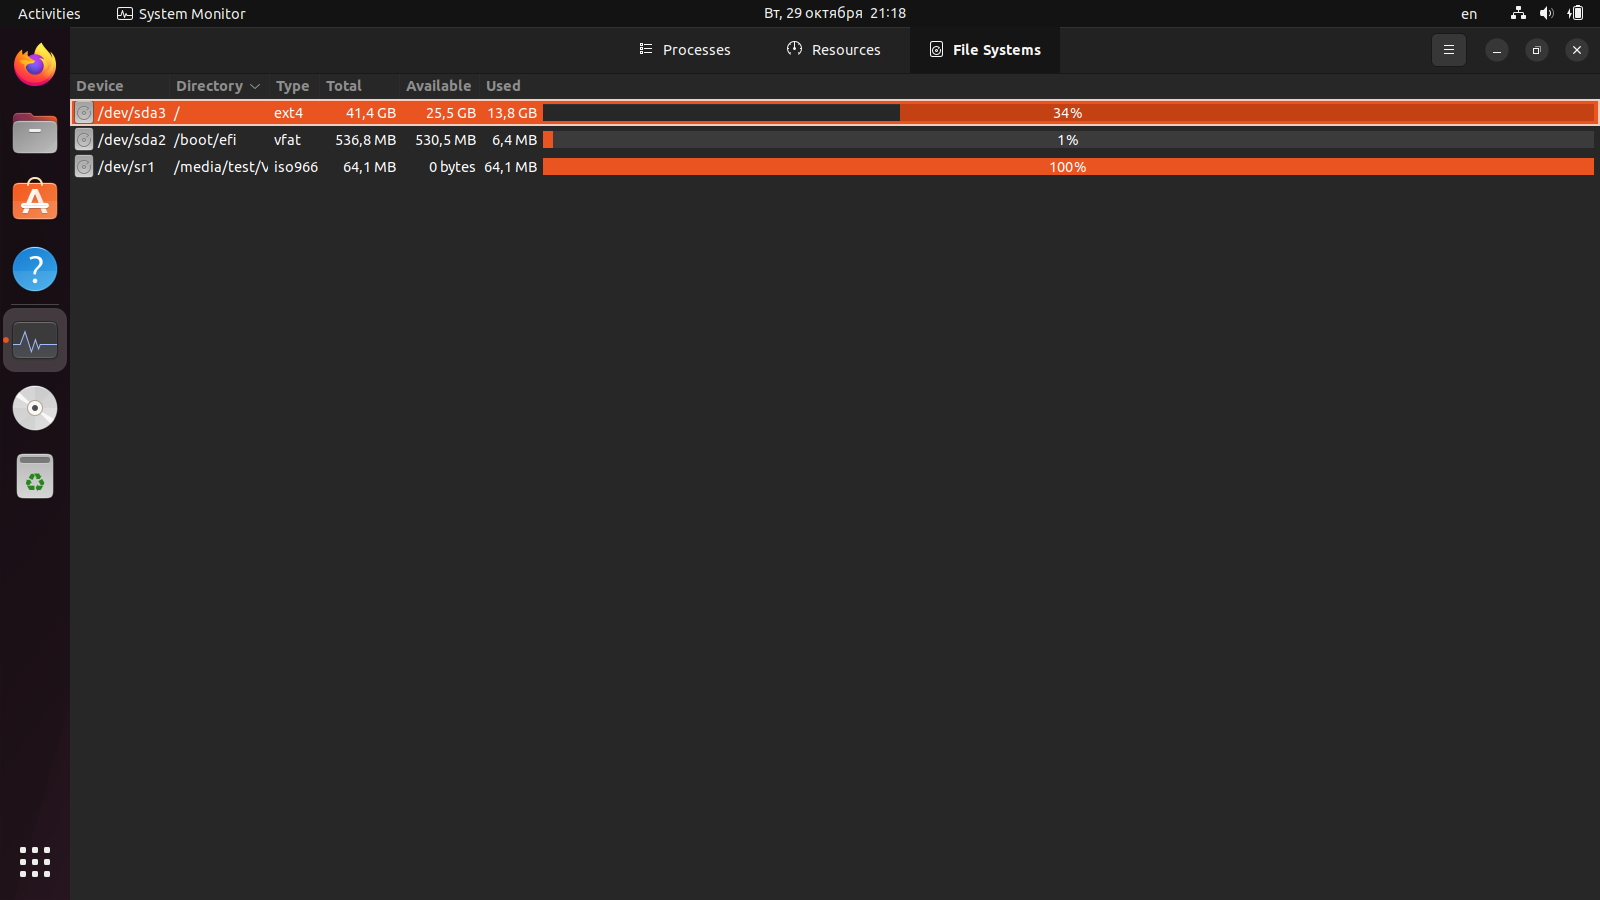 Activities System Monitor Вт, 29 октября 21:18 en
Processes Resources File Systems
Device Directory Type Total Available Used
/dev/sda3 / ext4 41,4 GB 25,5 GB 13,8 GB 34%
/dev/sda2 /boot/efi vfat 536,8 MB 530,5 MB 6,4 MB 1%
/dev/sr1 /media/test/V iso966 64,1 MB 0 bytes 64,1 MB 100%